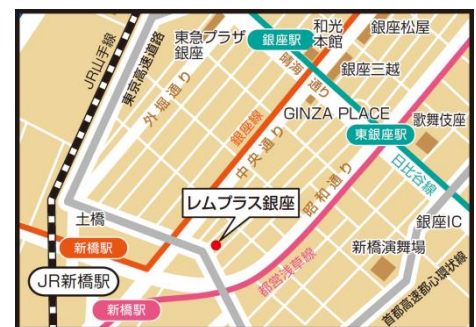 JR山手線
東京高速道路
東急プラザ
銀座
外堀通り
銀座駅
和光
本館
銀座松屋
晴海通り
銀座三越
GINZA PLACE
歌舞伎座
東銀座駅
日比谷線
銀座線
中央通り
昭和通り
レムプラス銀座
土橋
新橋駅
JR新橋駅
新橋駅
都営浅草線
新橋演舞場
銀座IC
首都高速都心環状線